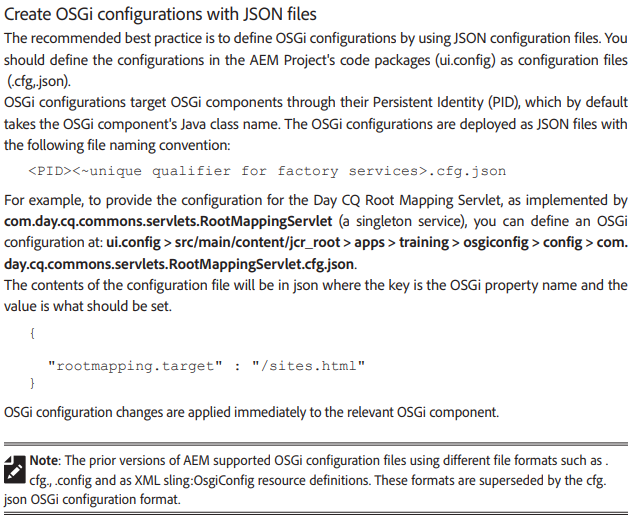 Create OSGi configurations with JSON files
The recommended best practice is to define OSGi configurations by using JSON configuration files. You
should define the configurations in the AEM Project's code packages (ui.config) as configuration files
(.cfg,.json).
OSGi configurations target OSGi components through their Persistent Identity (PID), which by default
takes the OSGi component's Java class name. The OSGi configurations are deployed as JSON files with
the following file naming convention:
<PID><~unique qualifier for factory services>.cfg.json
For example, to provide the configuration for the Day CQ Root Mapping Servlet, as implemented by
com.day.cq.commons.servlets.RootMappingServlet (a singleton service), you can define an OSGi
configuration at: ui.config > src/main/content/jcr_root > apps > training > osgiconfig > config > com.
day.cq.commons.servlets.RootMappingServlet.cfg.json.
The contents of the configuration file will be in json where the key is the OSGi property name and the
value is what should be set.
{
"rootmapping.target" : "/sites.html"
}
OSGi configuration changes are applied immediately to the relevant OSGi component.
Note: The prior versions of AEM supported OSGi configuration files using different file formats such as .
cfg., .config and as XML sling:OsgiConfig resource definitions. These formats are superseded by the cfg.
json OSGi configuration format.